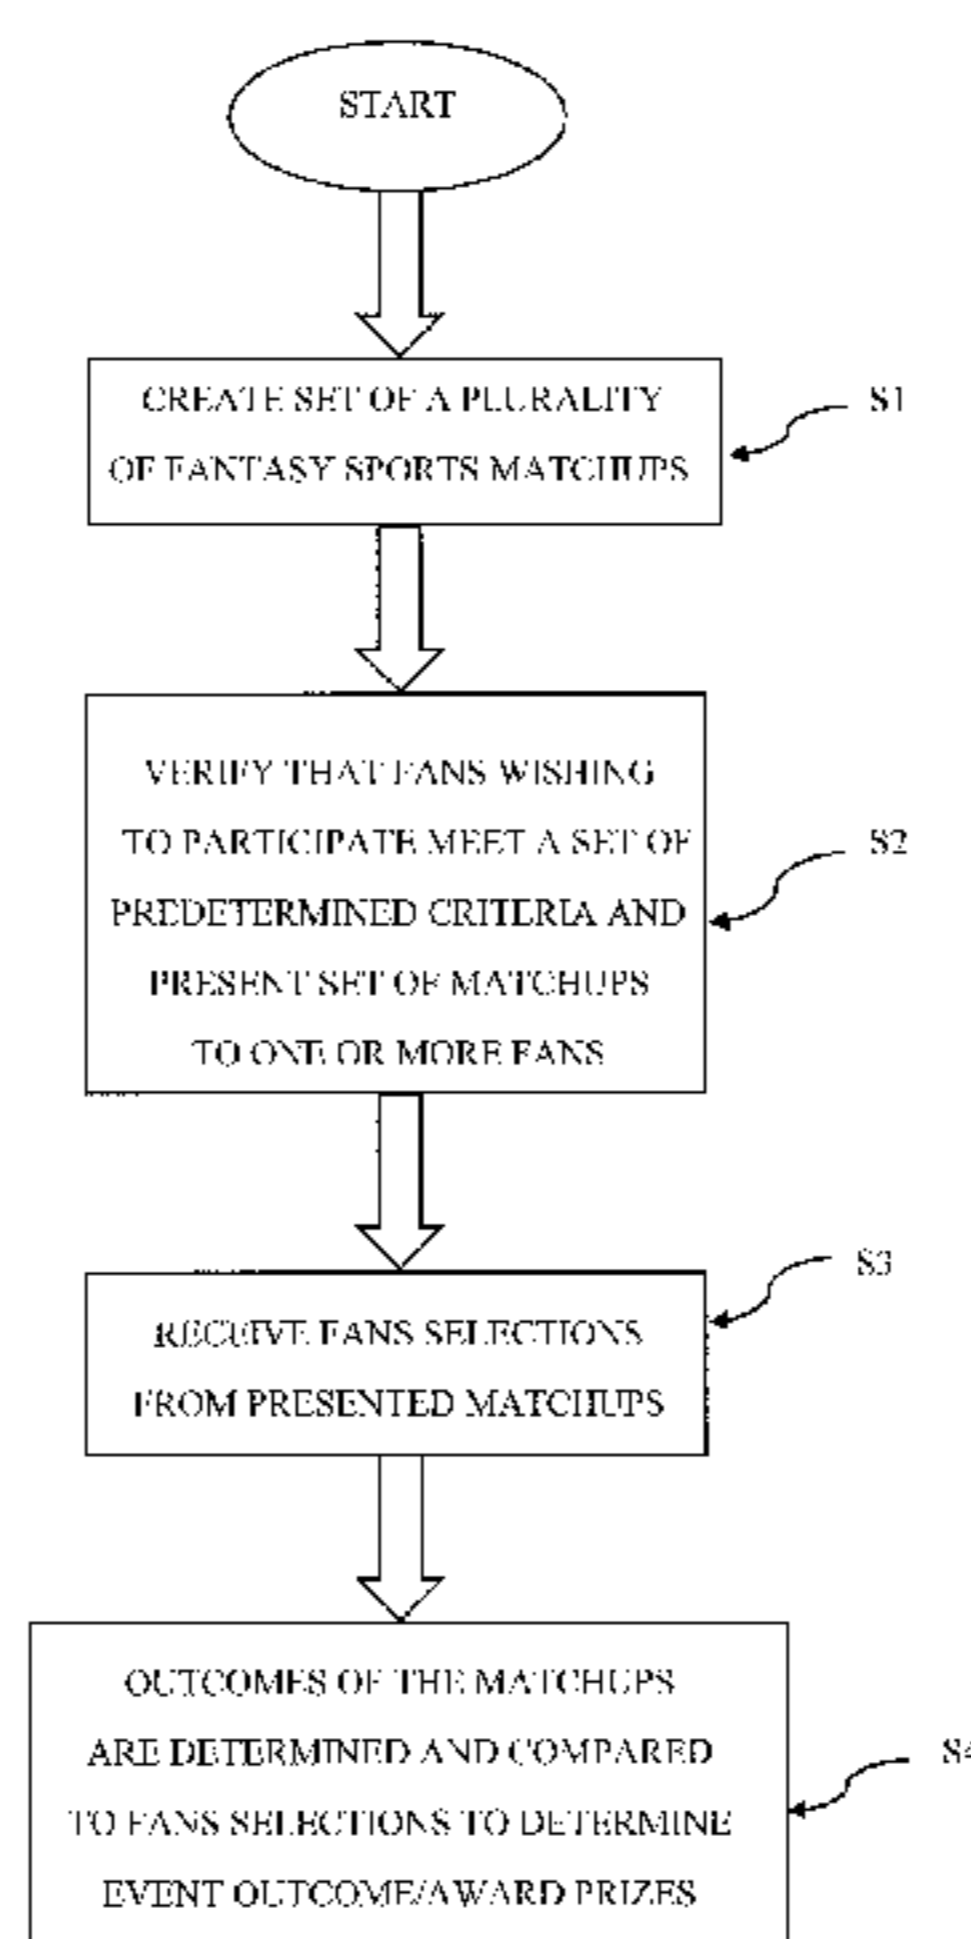 START
CREATE SET OF A PLURALITY
OF FANTASY SPORTS MATCHUPS
S1
VERIFY THAT FANS WISHING
TO PARTICIPATE MEET A SET OF
PREDETERMINED CRITERIA AND
PRESENT SET OF MATCHUPS
TO ONE OR MORE FANS
S2
RECEIVE FANS SELECTIONS
FROM PRESENTED MATCHUPS
S3
OUTCOMES OF THE MATCHUPS
ARE DETERMINED AND COMPARED
TO FANS SELECTIONS TO DETERMINE
EVENT OUTCOME/AWARD PRIZES
S4